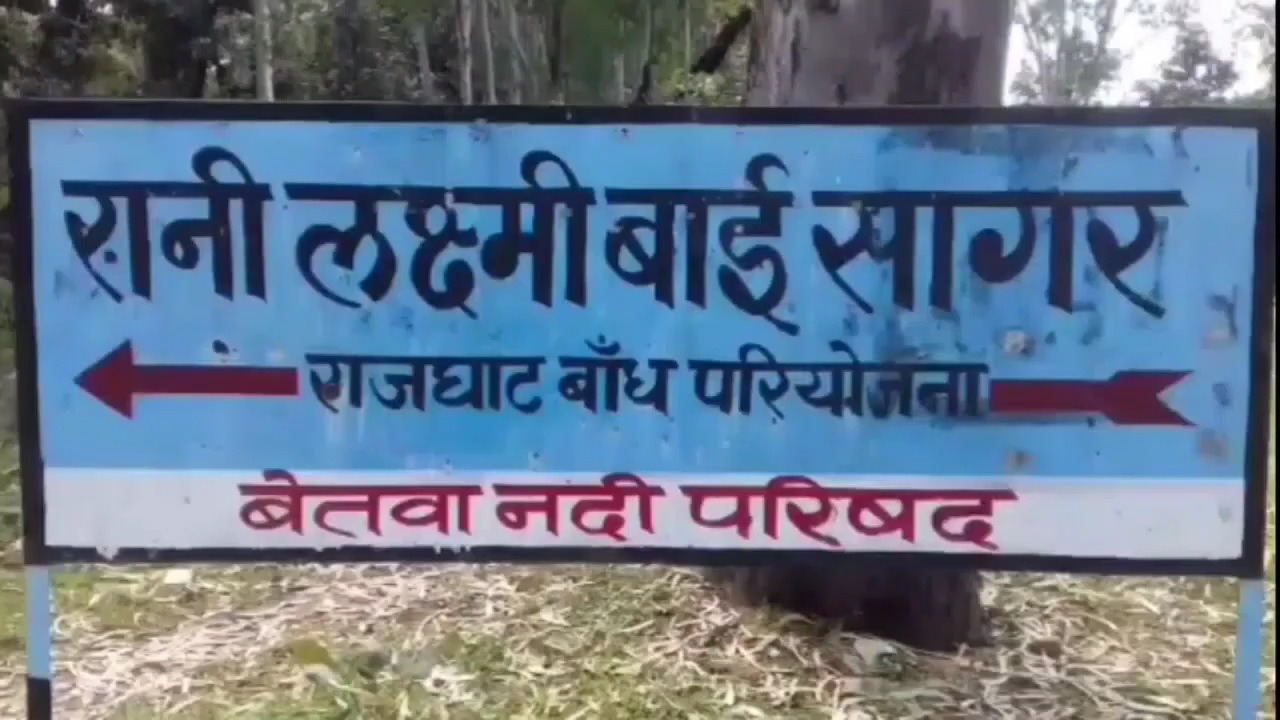 रानी लक्ष्मी बाई सागर
राजघाट बाँध परियोजना
बेतवा नदी परिषद